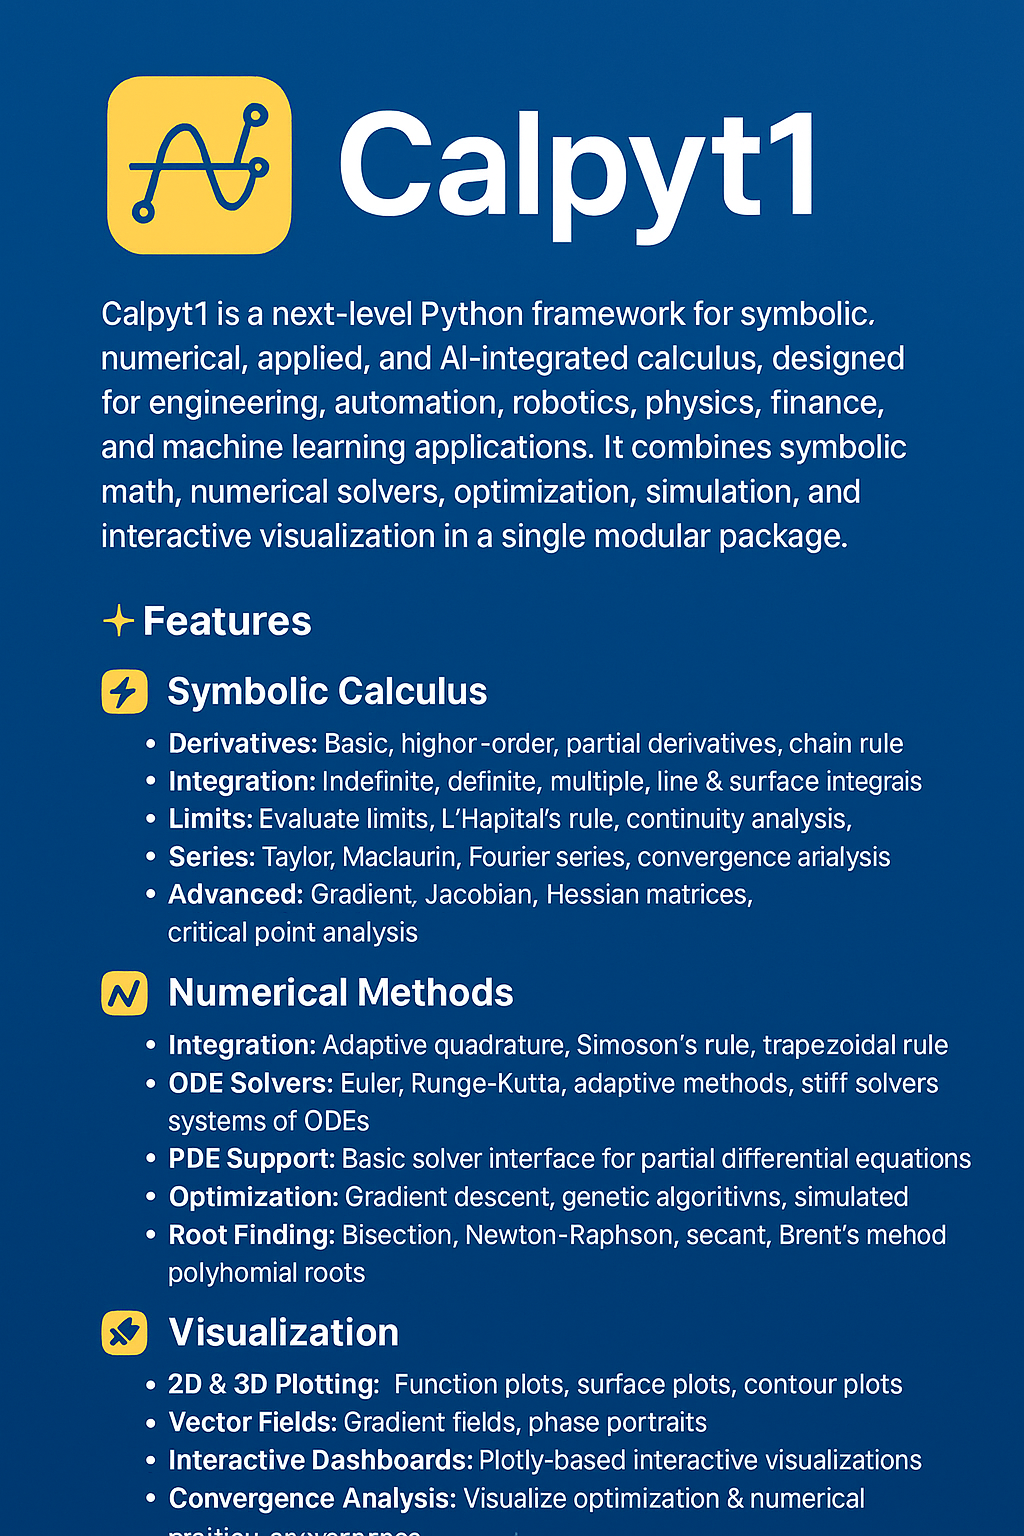 Calpyt1
Calpyt1 is a next-level Python framework for symbolic.
numerical, applied, and AI-integrated calculus, designed
for engineering, automation, robotics, physics, finance,
and machine learning applications. It combines symbolic
math, numerical solvers, optimization, simulation, and
interactive visualization in a single modular package.
Features
Symbolic Calculus
• Derivatives: Basic, highor-order, partial derivatives, chain rule
• Integration: Indefinite, definite, multiple, line & surface integrais
• Limits: Evaluate limits, L’Hapital’s rule, continuity analysis,
• Series: Taylor, Maclaurin, Fourier series, convergence arialysis
• Advanced: Gradient, Jacobian, Hessian matrices,
critical point analysis
Numerical Methods
• Integration: Adaptive quadrature, Simoson’s rule, trapezoidal rule
• ODE Solvers: Euler, Runge-Kutta, adaptive methods, stiff solvers
systems of ODEs
• PDE Support: Basic solver interface for partial differential equations
• Optimization: Gradient descent, genetic algoritivns, simulated
• Root Finding: Bisection, Newton-Raphson, secant, Brent’s mehod
polyhomial roots
Visualization
• 2D & 3D Plotting: Function plots, surface plots, contour plots
• Vector Fields: Gradient fields, phase portraits
• Interactive Dashboards: Plotly-based interactive visualizations
• Convergence Analysis: Visualize optimization & numerical